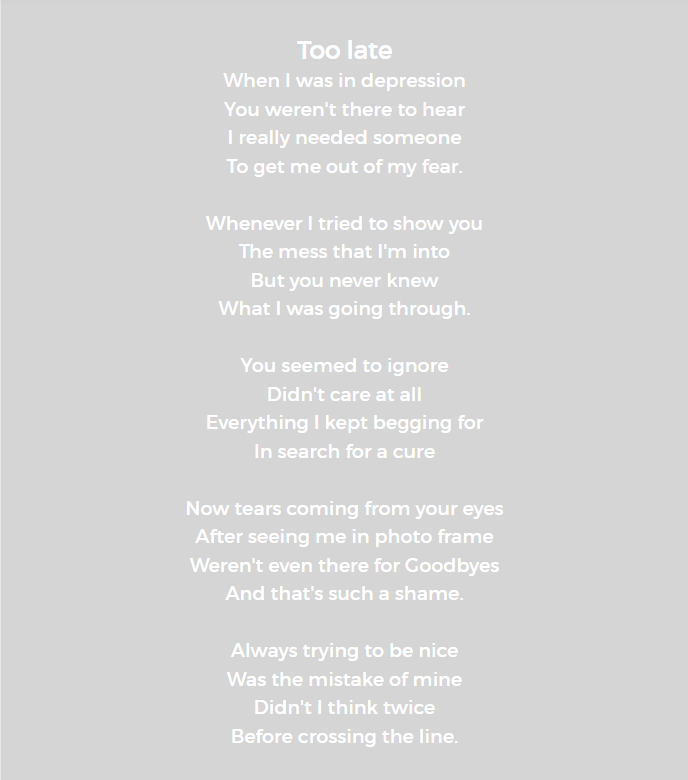 Too late
When I was in depression
You weren't there to hear
I really needed someone
To get me out of my fear.
Whenever I tried to show you
The mess that I'm into
But you never knew
What I was going through.
You seemed to ignore
Didn't care at all
Everything I kept begging for
In search for a cure
Now tears coming from your eyes
After seeing me in photo frame
Weren't even there for Goodbyes
And that's such a shame.
Always trying to be nice
Was the mistake of mine
Didn't I think twice
Before crossing the line.